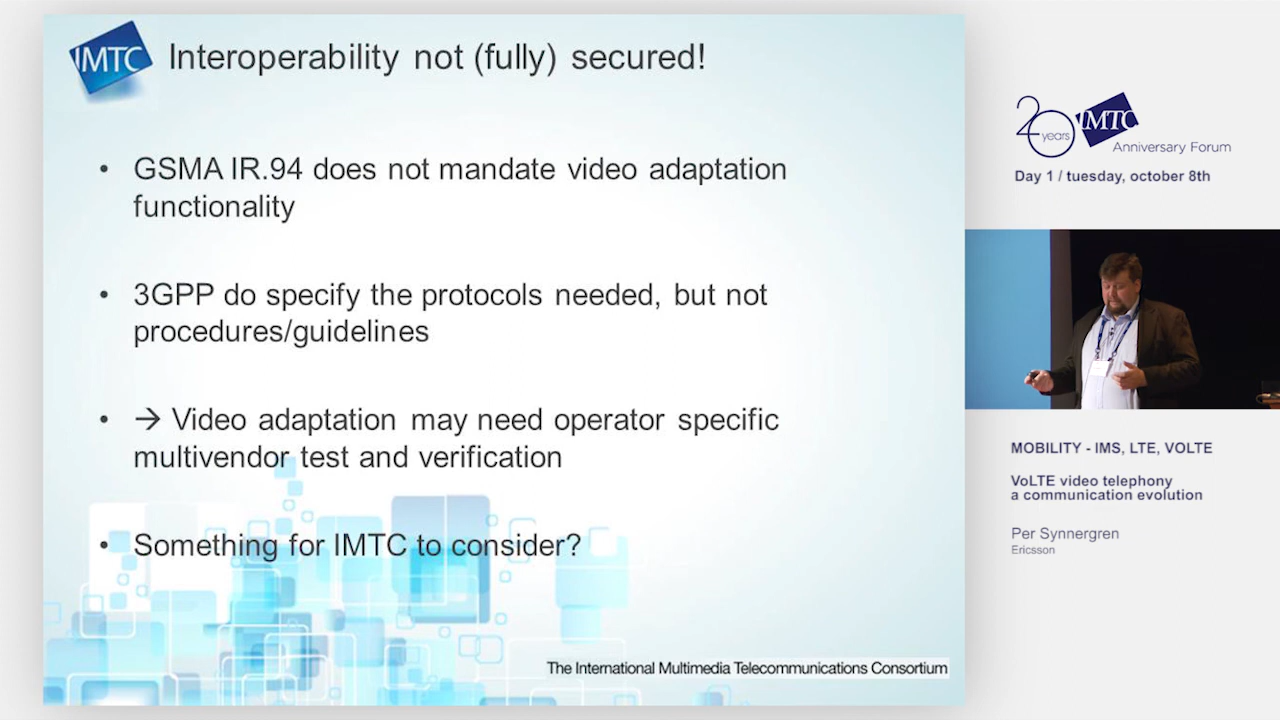 IMTC
Interoperability not (fully) secured!
• GSMA IR.94 does not mandate video adaptation
functionality
• 3GPP do specify the protocols needed, but not
procedures/guidelines
• → Video adaptation may need operator specific
multivendor test and verification
• Something for IMTC to consider?
The International Multimedia Telecommunications Consortium
20 years IMTC
Anniversary Forum
Day 1 / tuesday, october 8th
MOBILITY - IMS, LTE, VOLTE
VoLTE video telephony
a communication evolution
Per Synnergren
Ericsson